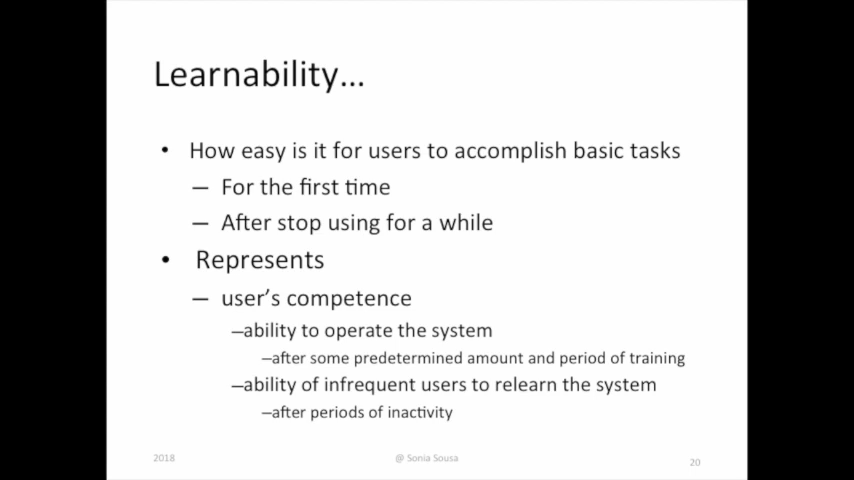 Learnability...
• How easy is it for users to accomplish basic tasks
– For the first time
– After stop using for a while
• Represents
– user's competence
–ability to operate the system
–after some predetermined amount and period of training
–ability of infrequent users to relearn the system
–after periods of inactivity
2018 @ Sonia Sousa 20